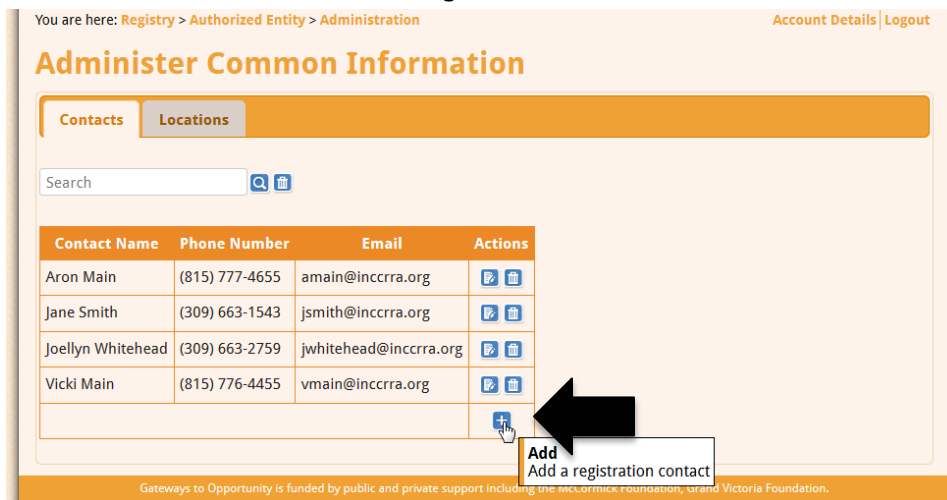 You are here: Registry > Authorized Entity > Administration Account Details | Logout
Administer Common Information
Contacts Locations
Search
Contact Name Phone Number Email Actions
Aron Main (815) 777-4655 amain@inccrra.org
Jane Smith (309) 663-1543 jsmith@inccrra.org
Joellyn Whitehead (309) 663-2759 jwhitehead@inccrra.org
Vicki Main (815) 776-4455 vmain@inccrra.org
Add
Add a registration contact
Gateways to Opportunity is funded by public and private support including the McCormick Foundation, Grand Victoria Foundation.